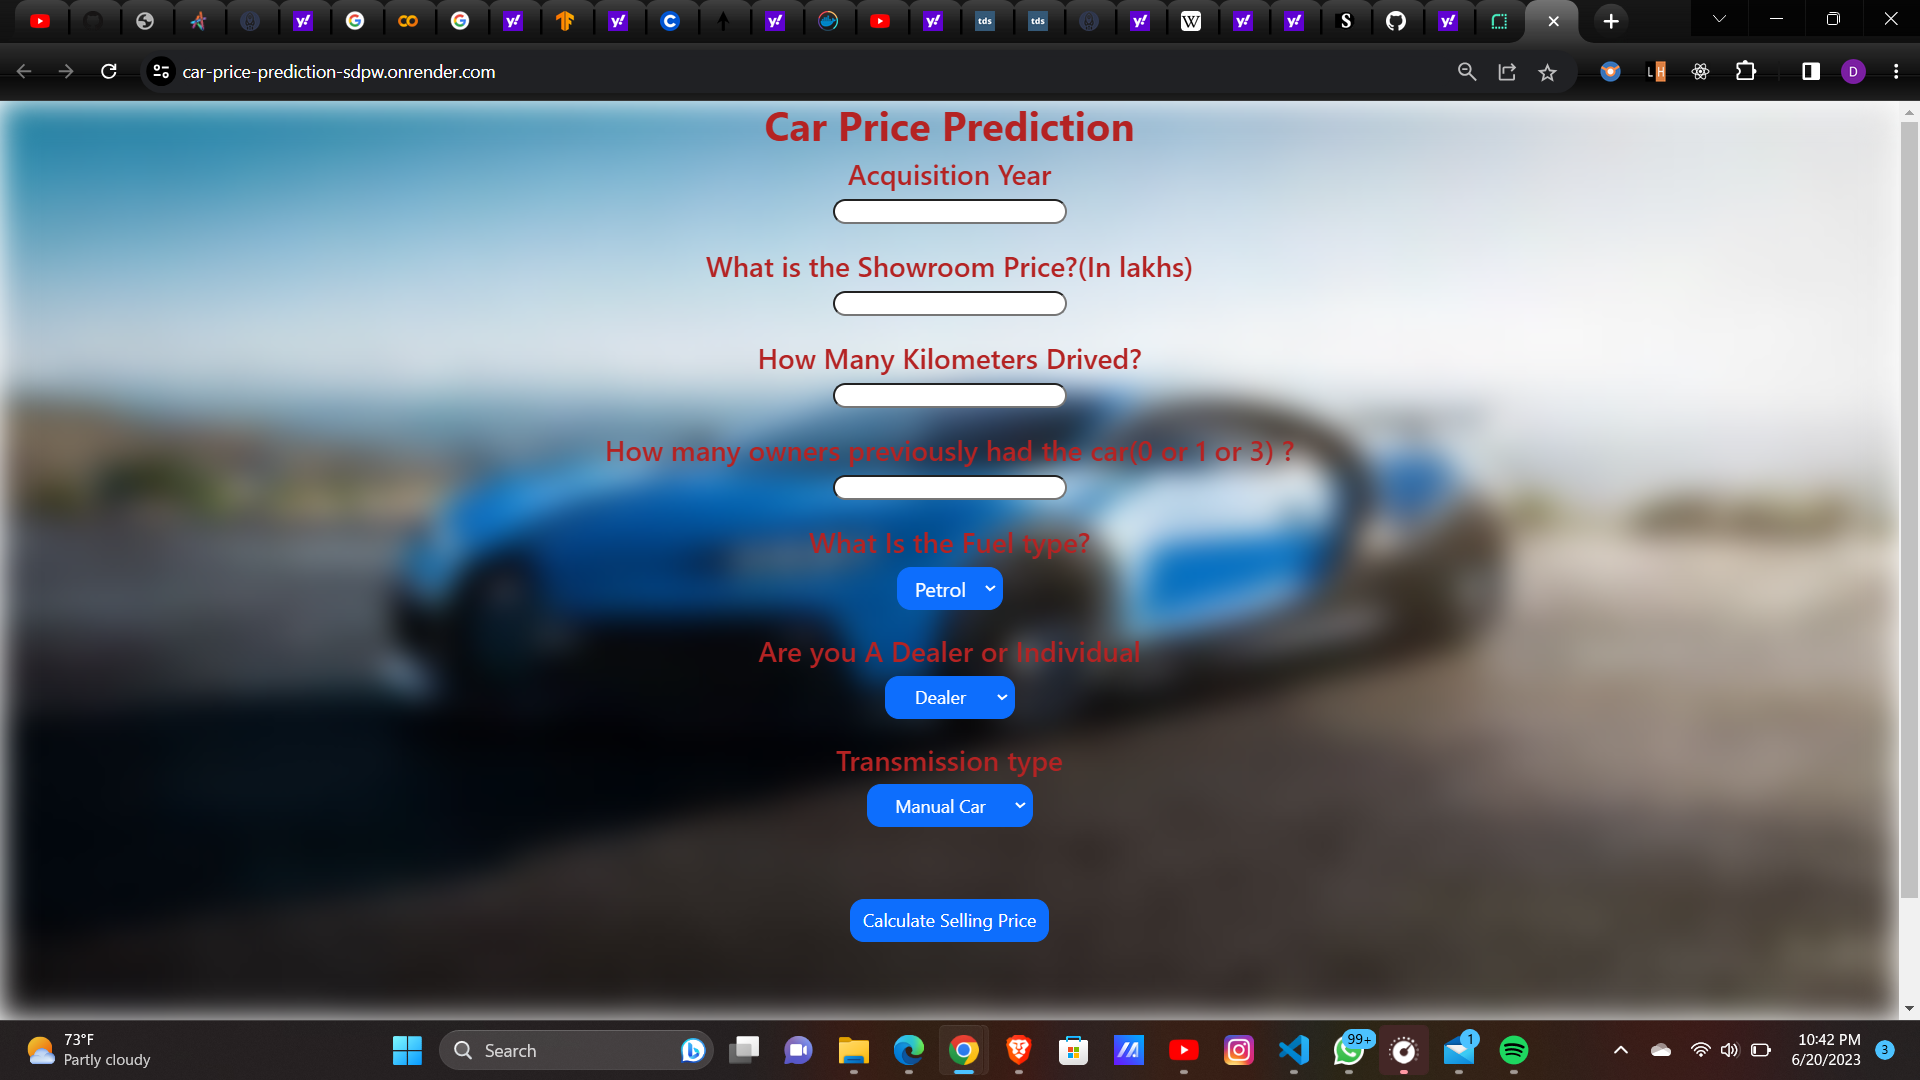 tds
tds
car-price-prediction-sdpw.onrender.com
L H
D
Car Price Prediction
Acquisition Year
What is the Showroom Price?(In lakhs)
How Many Kilometers Drived?
How many owners previously had the car(0 or 1 or 3) ?
What Is the Fuel type?
Petrol
Are you A Dealer or Individual
Dealer
Transmission type
Manual Car
Calculate Selling Price
73°F
Partly cloudy
Search
99+
1
10:42 PM
6/20/2023
3